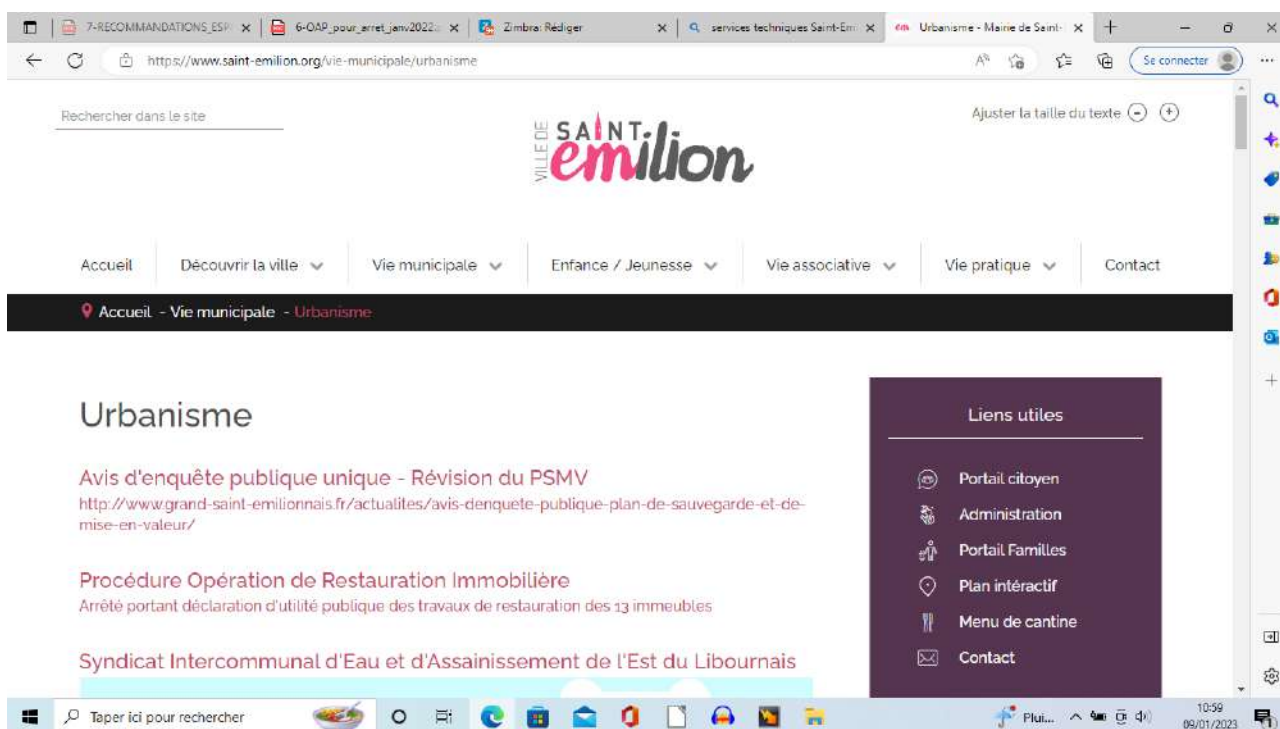 7-RECOMMANDATIONS_ESP
6-OAP_pour_arret_janv2022
Zimbra: Rédiger
services techniques Saint-Em
Urbanisme - Mairie de Saint-
https://www.saint-emilion.org/vie-municipale/urbanisme
Se connecter
Rechercher dans le site
VILLE DE SAINT-émilion
Ajuster la taille du texte - +
Accueil Découvrir la ville Vie municipale Enfance / Jeunesse Vie associative Vie pratique Contact
Accueil - Vie municipale - Urbanisme
Urbanisme
Avis d'enquête publique unique - Révision du PSMV
http://www.grand-saint-emilionnais.fr/actualites/avis-denquete-publique-plan-de-sauvegarde-et-de-
mise-en-valeur/
Procédure Opération de Restauration Immobilière
Arrêté portant déclaration d'utilité publique des travaux de restauration des 13 immeubles
Syndicat Intercommunal d'Eau et d'Assainissement de l'Est du Libournais
Liens utiles
Portail citoyen
Administration
Portail Familles
Plan intéractif
Menu de cantine
Contact
Taper ici pour rechercher
Plui...
10:59
09/01/2023